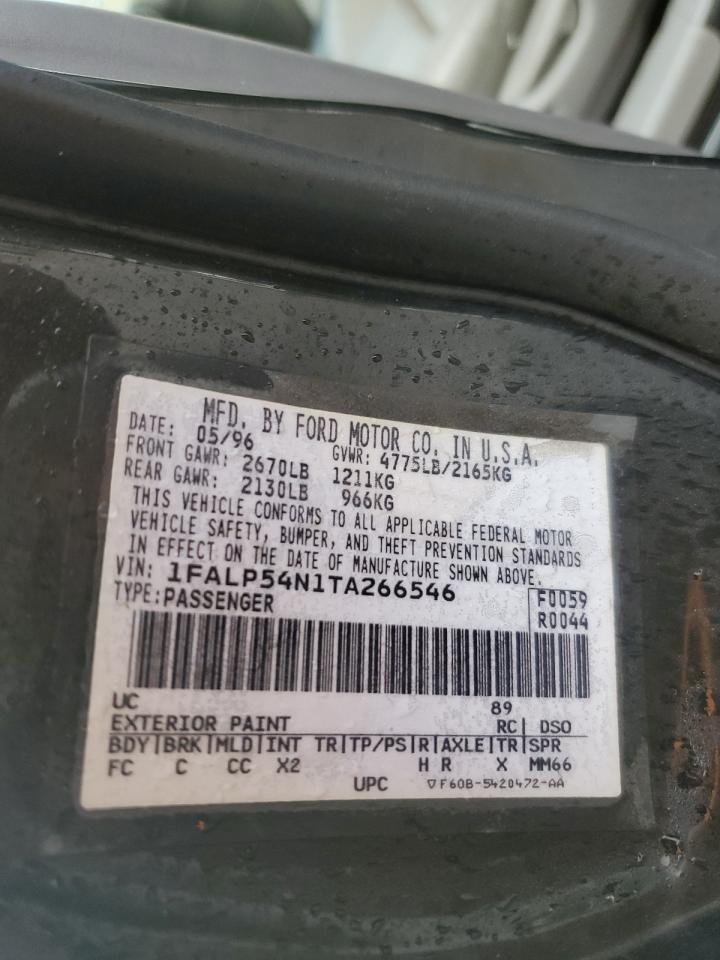 MFD. BY FORD MOTOR CO. IN U.S.A.
DATE: 05/96 GVWR: 4775LB/2165KG
FRONT GAWR: 2670LB 1211KG
REAR GAWR: 2130LB 966KG
THIS VEHICLE CONFORMS TO ALL APPLICABLE FEDERAL MOTOR
VEHICLE SAFETY, BUMPER, AND THEFT PREVENTION STANDARDS
IN EFFECT ON THE DATE OF MANUFACTURE SHOWN ABOVE.
VIN: 1FALP54N1TA266546
TYPE: PASSENGER
F0059
R0044
UC 89
EXTERIOR PAINT RC| DSO
BDY|BRK|MLD|INT TR|TP/PS|R|AXLE|TR|SPR
FC C CC X2 H R X MM66
UPC ▽F60B-5420472-AA